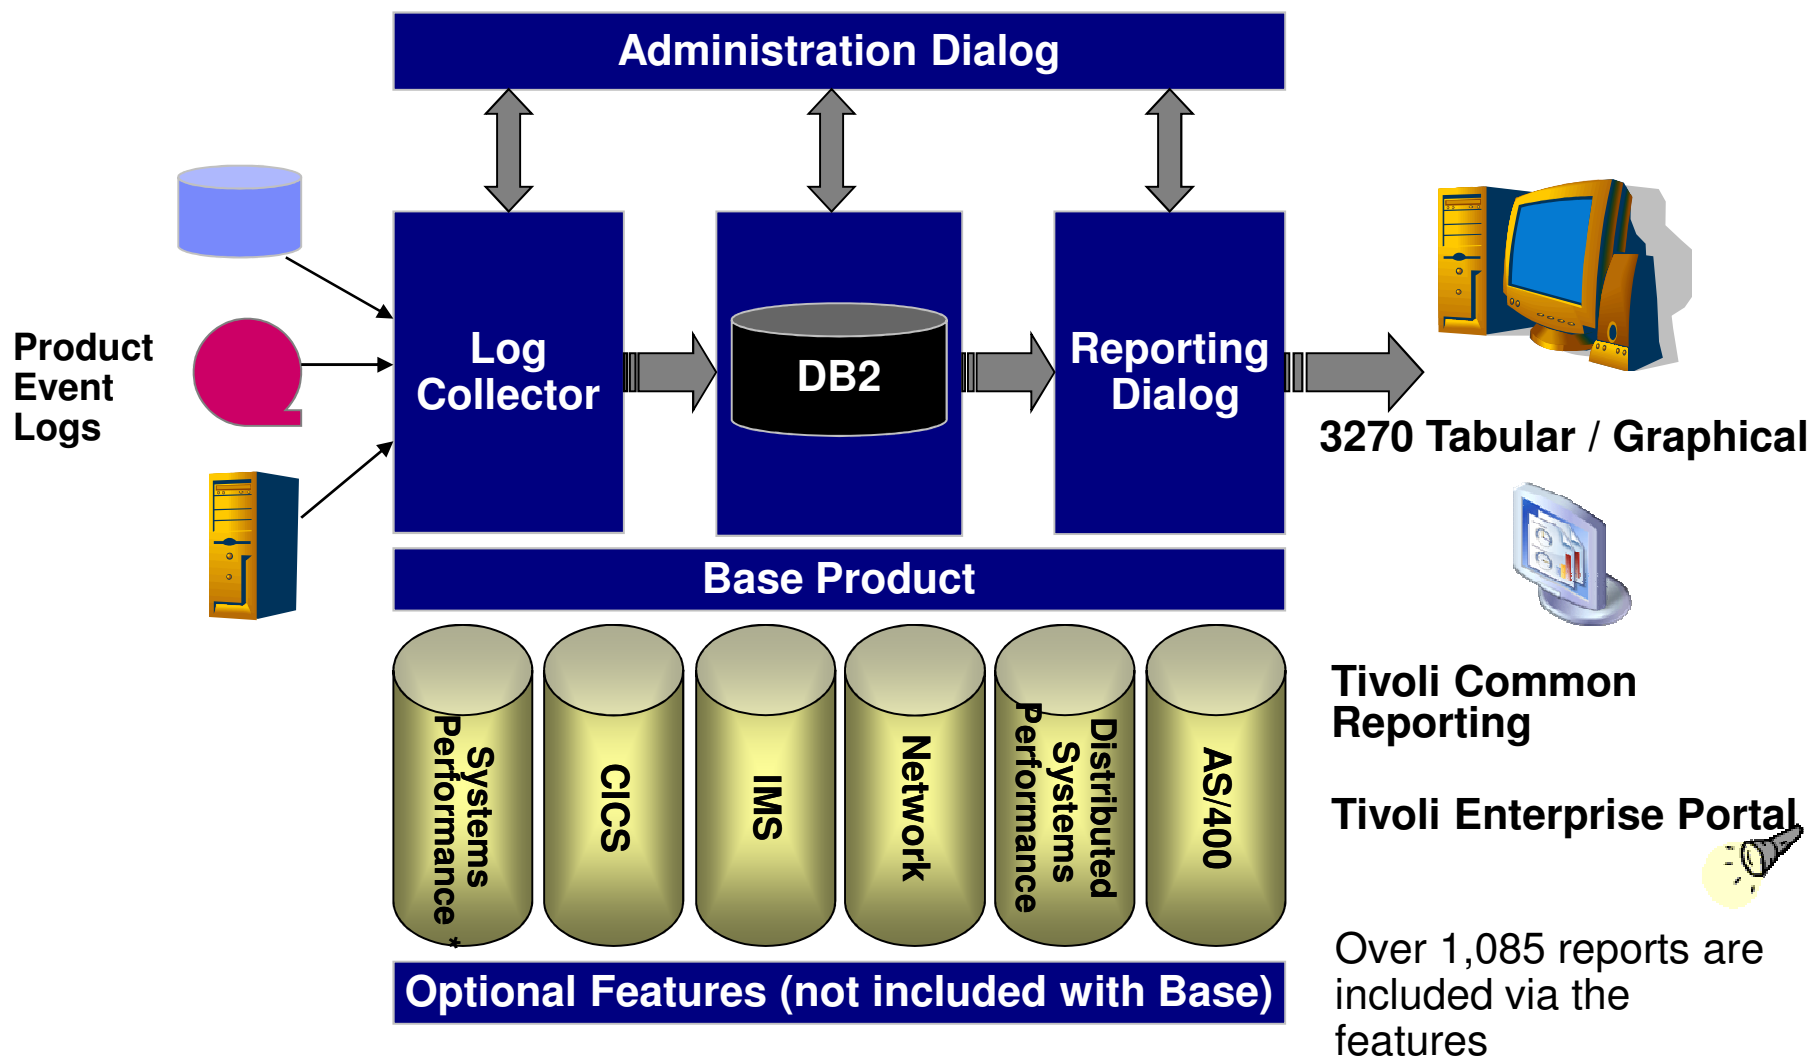 Administration Dialog
Product
Event
Logs
Log
Collector
DB2
Reporting
Dialog
3270 Tabular / Graphical
Base Product
Systems
Performance *
CICS
IMS
Network
Distributed
Systems
Performance
AS/400
Tivoli Common
Reporting
Tivoli Enterprise Portal
Optional Features (not included with Base)
Over 1,085 reports are
included via the
features